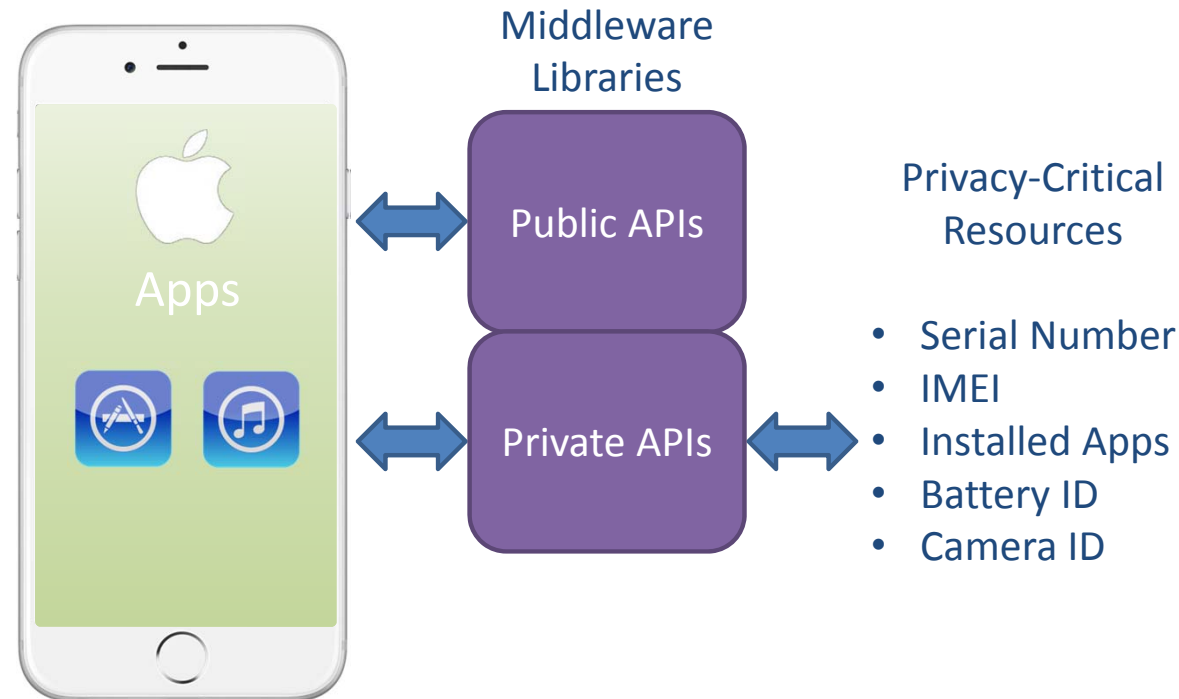 Middleware
Libraries
Apps
Public APIs
Private APIs
Privacy-Critical
Resources
• Serial Number
• IMEI
• Installed Apps
• Battery ID
• Camera ID